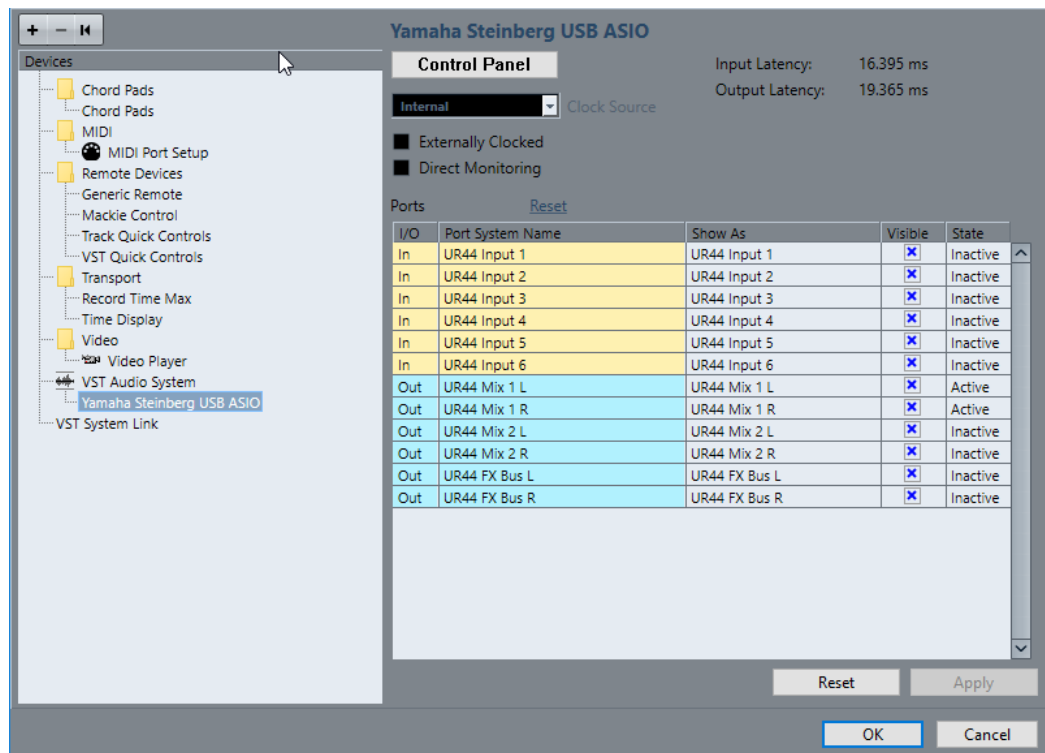 Yamaha Steinberg USB ASIO
Devices
Chord Pads
Chord Pads
MIDI
MIDI Port Setup
Remote Devices
Generic Remote
Mackie Control
Track Quick Controls
VST Quick Controls
Transport
Record Time Max
Time Display
Video
Video Player
VST Audio System
Yamaha Steinberg USB ASIO
VST System Link
Control Panel
Input Latency: 16.395 ms
Output Latency: 19.365 ms
Internal Clock Source
Externally Clocked
Direct Monitoring
Ports Reset
I/O Port System Name Show As Visible State
In UR44 Input 1 UR44 Input 1 Inactive
In UR44 Input 2 UR44 Input 2 Inactive
In UR44 Input 3 UR44 Input 3 Inactive
In UR44 Input 4 UR44 Input 4 Inactive
In UR44 Input 5 UR44 Input 5 Inactive
In UR44 Input 6 UR44 Input 6 Inactive
Out UR44 Mix 1 L UR44 Mix 1 L Active
Out UR44 Mix 1 R UR44 Mix 1 R Active
Out UR44 Mix 2 L UR44 Mix 2 L Inactive
Out UR44 Mix 2 R UR44 Mix 2 R Inactive
Out UR44 FX Bus L UR44 FX Bus L Inactive
Out UR44 FX Bus R UR44 FX Bus R Inactive
Reset Apply
OK Cancel